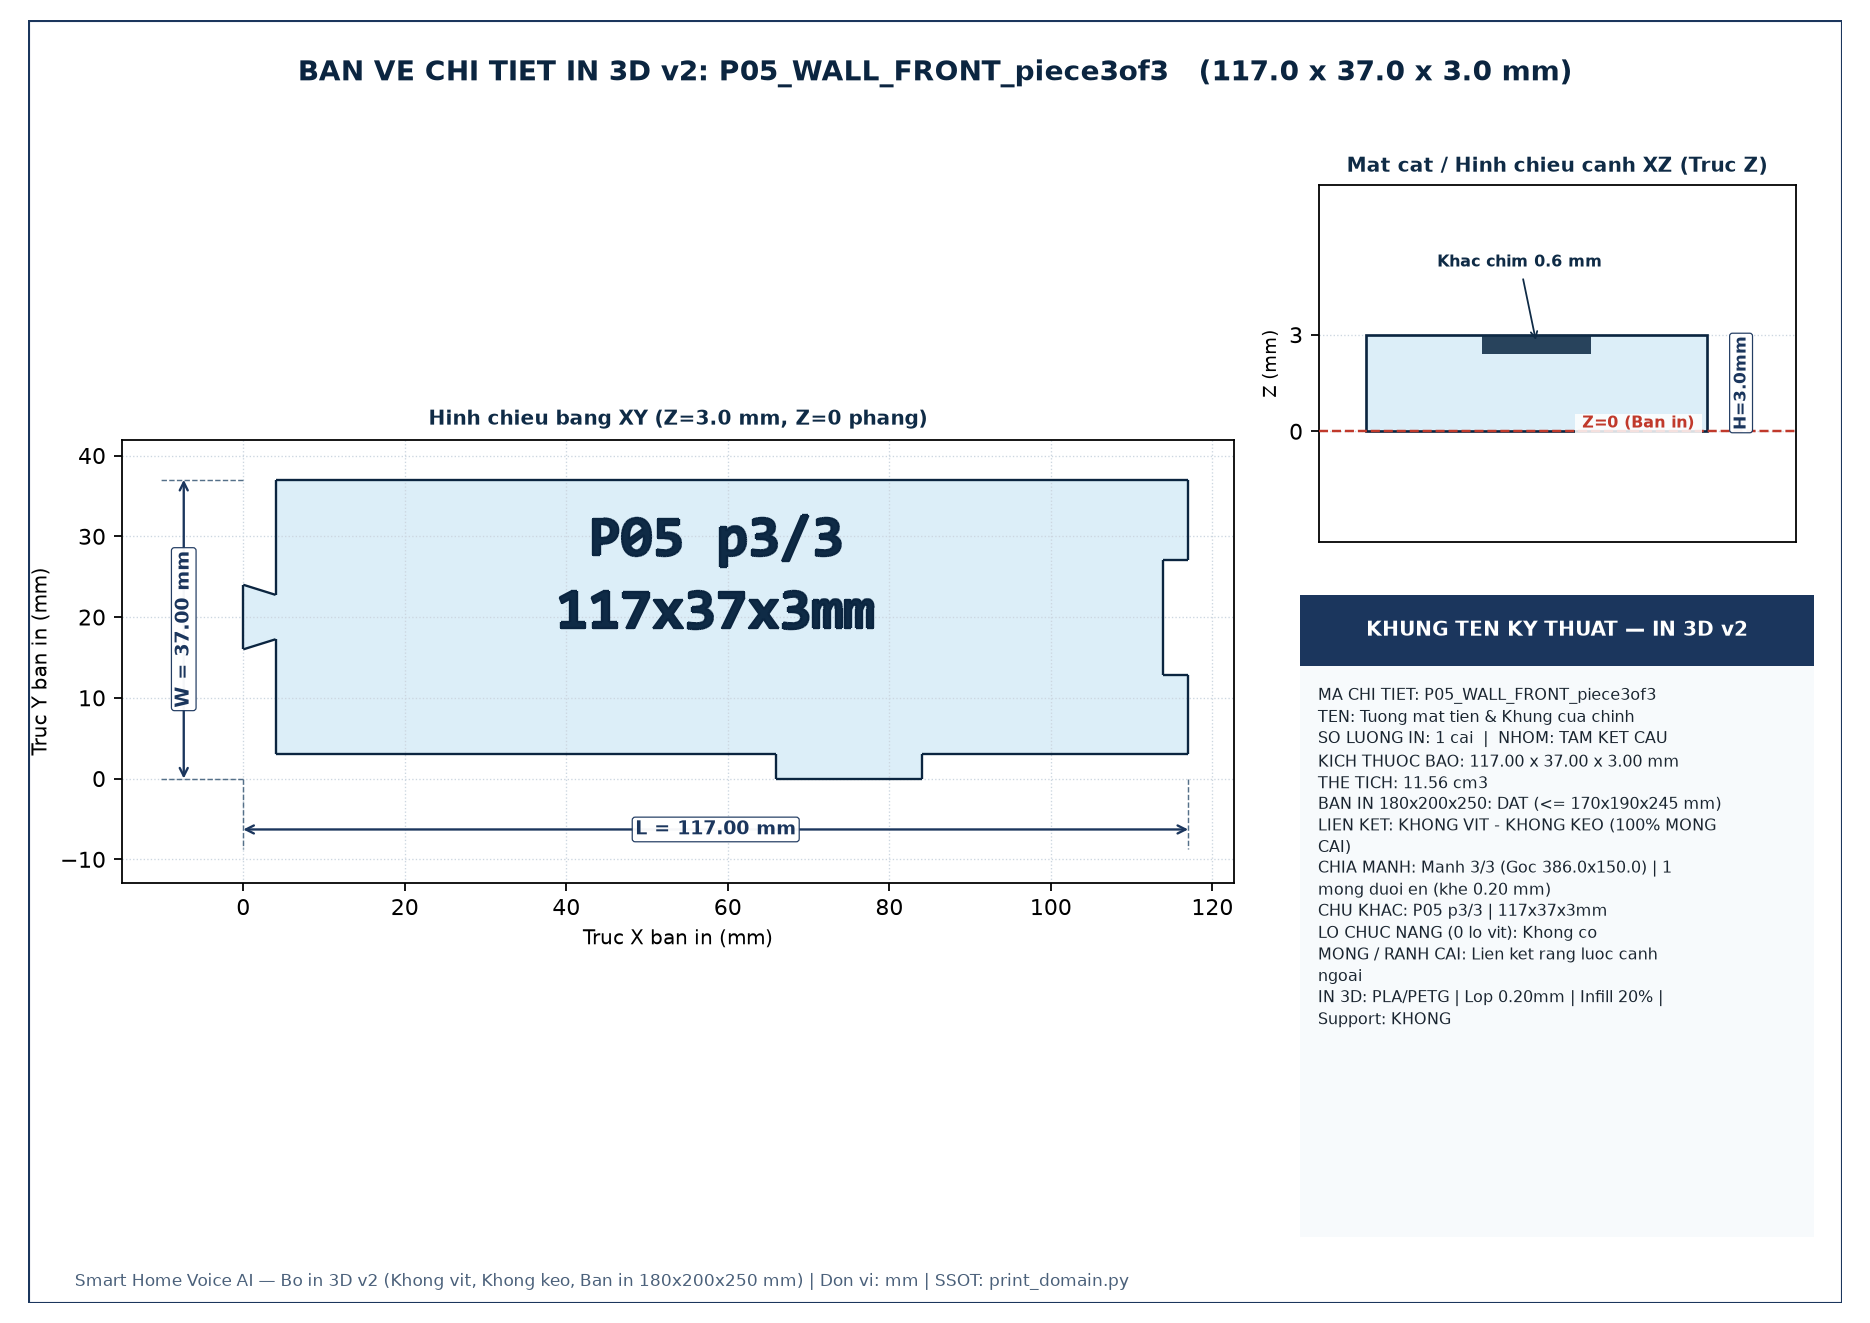 BAN VE CHI TIET IN 3D v2: P05_WALL_FRONT_piece3of3 (117.0 x 37.0 x 3.0 mm)
Mat cat / Hinh chieu canh XZ (Truc Z)
Khac chim 0.6 mm
Z (mm)
3
0
H=3.0mm
Z=0 (Ban in)
Hinh chieu bang XY (Z=3.0 mm, Z=0 phang)
Truc Y ban in (mm)
40
30
20
10
0
−10
W = 37.00 mm
P05 p3/3
117x37x3mm
L = 117.00 mm
0 20 40 60 80 100 120
Truc X ban in (mm)
KHUNG TEN KY THUAT — IN 3D v2
MA CHI TIET: P05_WALL_FRONT_piece3of3
TEN: Tuong mat tien & Khung cua chinh
SO LUONG IN: 1 cai | NHOM: TAM KET CAU
KICH THUOC BAO: 117.00 x 37.00 x 3.00 mm
THE TICH: 11.56 cm3
BAN IN 180x200x250: DAT (<= 170x190x245 mm)
LIEN KET: KHONG VIT - KHONG KEO (100% MONG
CAI)
CHIA MANH: Manh 3/3 (Goc 386.0x150.0) | 1
mong duoi en (khe 0.20 mm)
CHU KHAC: P05 p3/3 | 117x37x3mm
LO CHUC NANG (0 lo vit): Khong co
MONG / RANH CAI: Lien ket rang luoc canh
ngoai
IN 3D: PLA/PETG | Lop 0.20mm | Infill 20% |
Support: KHONG
Smart Home Voice AI — Bo in 3D v2 (Khong vit, Khong keo, Ban in 180x200x250 mm) | Don vi: mm | SSOT: print_domain.py